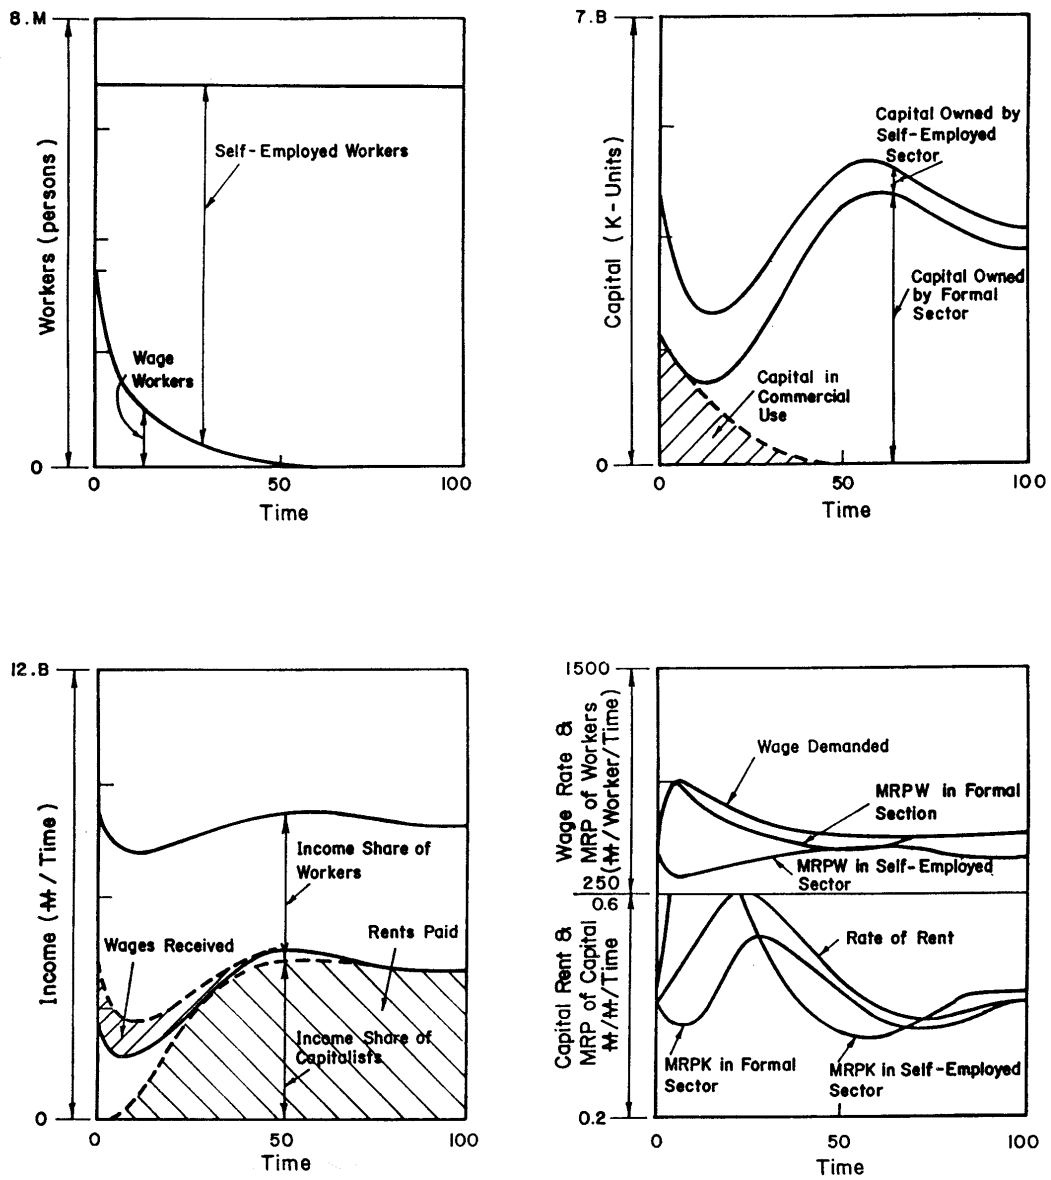 8.M
Workers (persons)
Self-Employed Workers
Wage
Workers
0
0
50
100
Time
7.B
Capital (K-Units)
Capital Owned by
Self-Employed
Sector
Capital Owned
by Formal
Sector
Capital in
Commercial
Use
0
0
50
100
Time
12.B
Income (M/Time)
Income Share of
Workers
Wages Received
Rents Paid
Income Share of
Capitalists
0
0
50
100
Time
1500
Wage Rate &
MRP of Workers
(M/Worker/Time)
Wage Demanded
MRPW in Formal
Section
MRPW in Self-Employed
Sector
250
0.6
Capital Rent &
MRP of Capital
M/M/Time
Rate of Rent
MRPK in Formal
Sector
MRPK in Self-Employed
Sector
0.2
0
50
100
Time